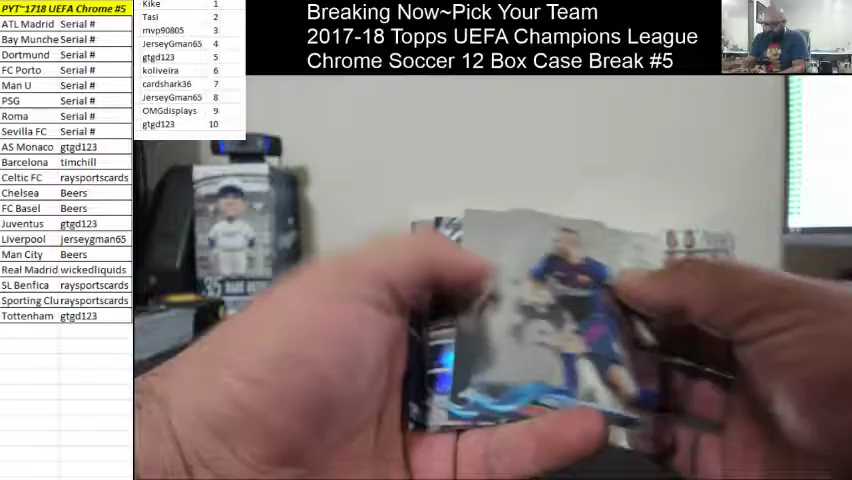 PYT~1718 UEFA Chrome #5
ATL Madrid Serial #
Bay Munche Serial #
Dortmund Serial #
FC Porto Serial #
Man U Serial #
PSG Serial #
Roma Serial #
Sevilla FC Serial #
AS Monaco gtgd123
Barcelona timchill
Celtic FC raysportscards
Chelsea Beers
FC Basel Beers
Juventus gtgd123
Liverpool jerseygman65
Man City Beers
Real Madrid wickedliquids
SL Benfica raysportscards
Sporting Clu raysportscards
Tottenham gtgd123
Kike 1
Tasi 2
mvp90805 3
JerseyGman65 4
gtgd123 5
koliveira 6
cardshark36 7
JerseyGman65 8
OMGdisplays 9
gtgd123 10
Breaking Now~Pick Your Team
2017-18 Topps UEFA Champions League
Chrome Soccer 12 Box Case Break #5